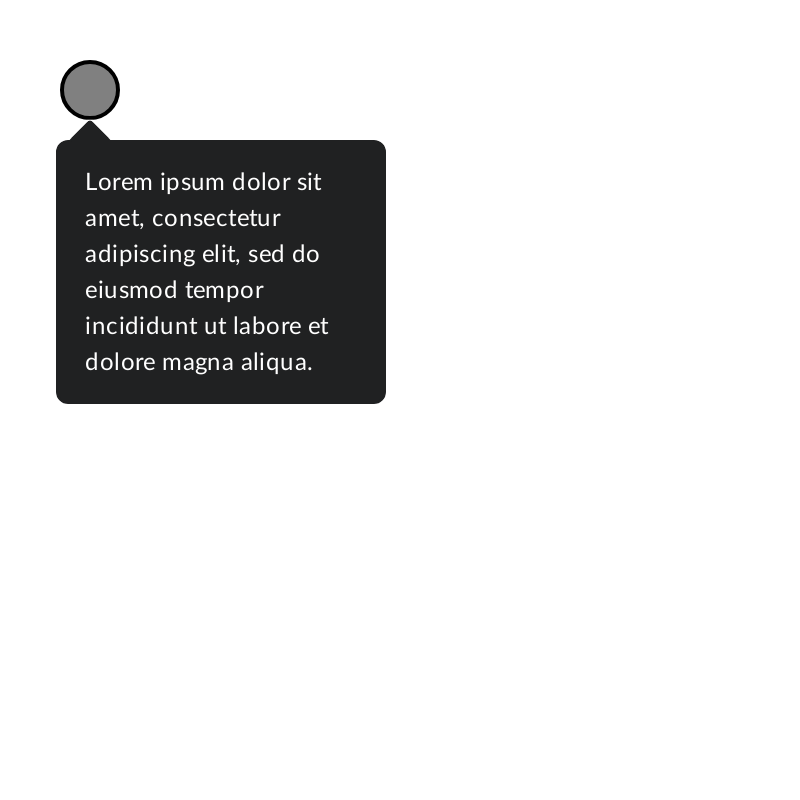 Lorem ipsum dolor sit
amet, consectetur
adipiscing elit, sed do
eiusmod tempor
incididunt ut labore et
dolore magna aliqua.